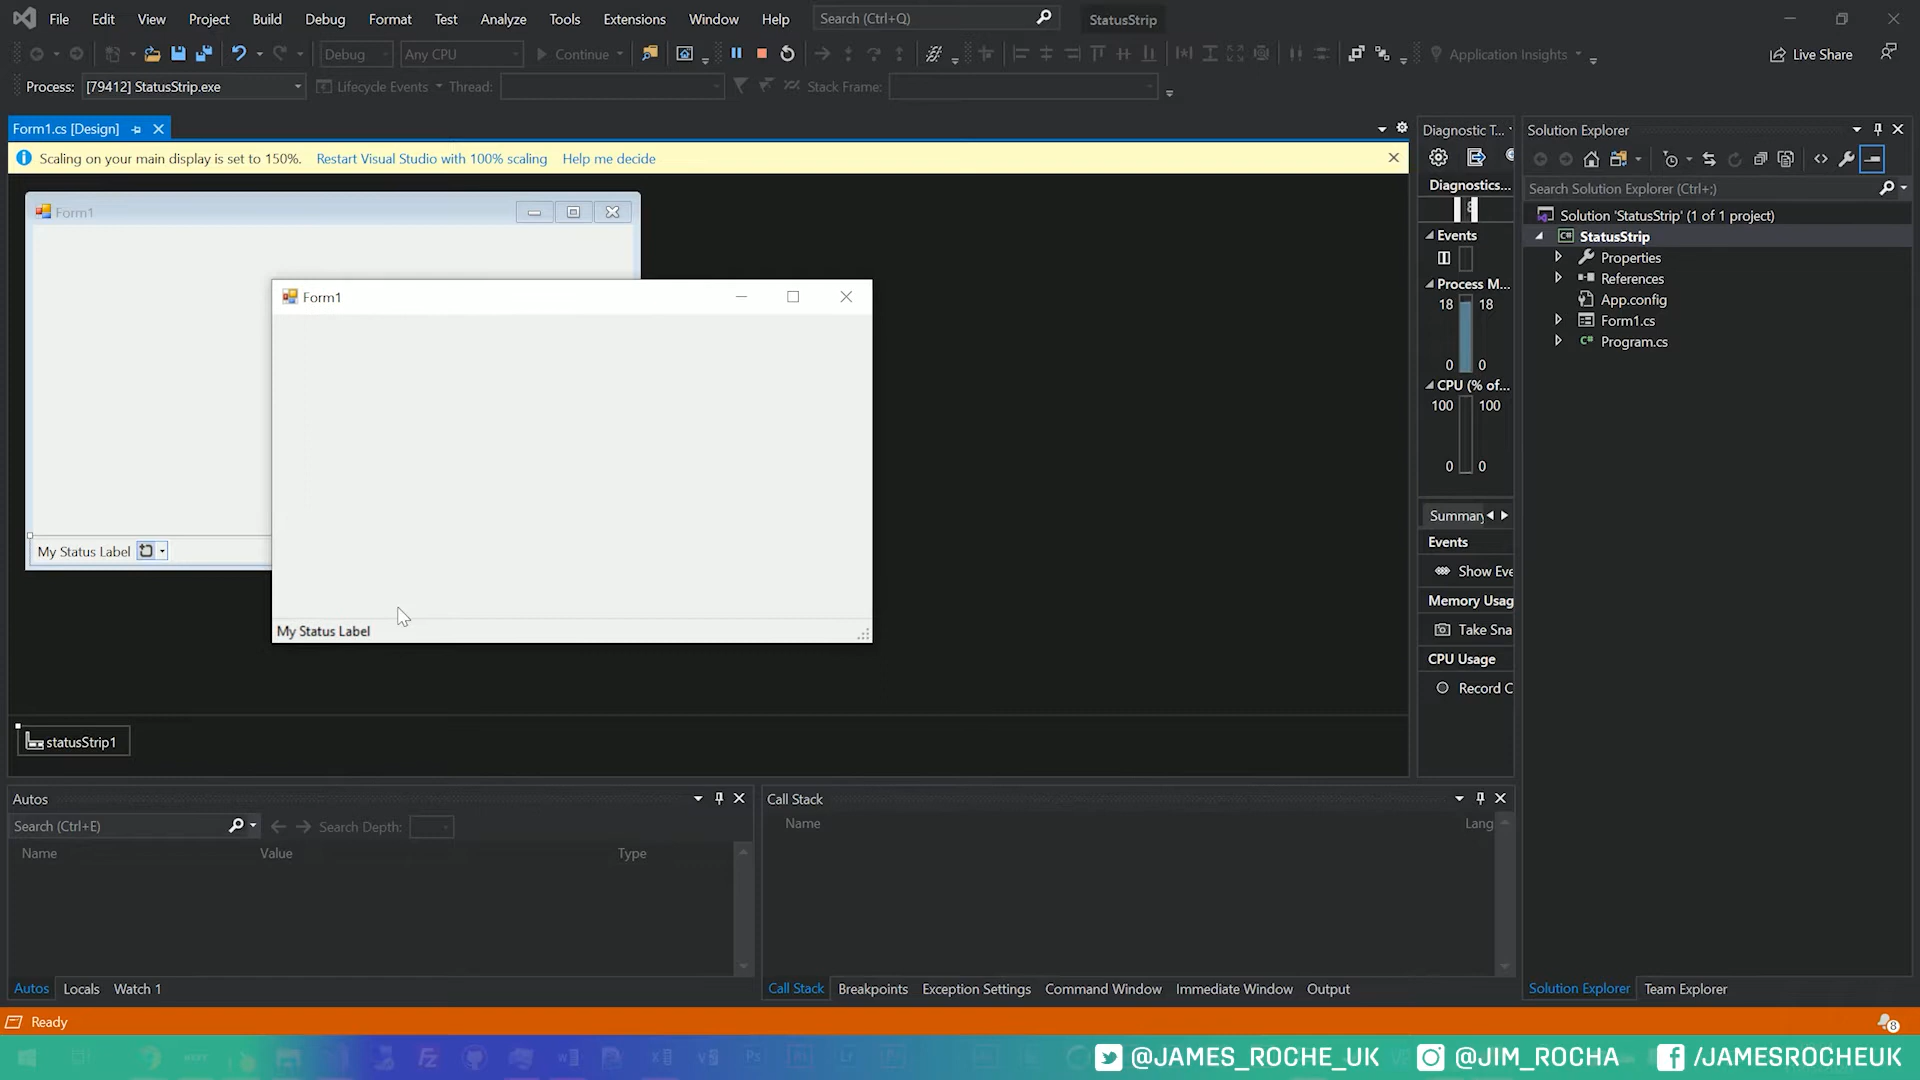 File Edit View Project Build Debug Format Test Analyze Tools Extensions Window Help Search (Ctrl+Q) StatusStrip
Debug Any CPU Continue Application Insights Live Share
Process: [79412] StatusStrip.exe Lifecycle Events Thread: Stack Frame:
Form1.cs [Design]
Scaling on your main display is set to 150%. Restart Visual Studio with 100% scaling Help me decide
Form1
My Status Label
Form1
My Status Label
statusStrip1
Diagnostic T...
Diagnostics...
Events
Process M...
18 18
0 0
CPU (% of...
100 100
0 0
Summary
Events
Show Eve
Memory Usag
Take Sna
CPU Usage
Record C
Solution Explorer
Search Solution Explorer (Ctrl+;)
Solution 'StatusStrip' (1 of 1 project)
StatusStrip
Properties
References
App.config
Form1.cs
Program.cs
Autos
Search (Ctrl+E) Search Depth:
Name Value Type
Autos Locals Watch 1
Call Stack
Name Lang
Call Stack Breakpoints Exception Settings Command Window Immediate Window Output
Solution Explorer Team Explorer
Ready 8
@JAMES_ROCHE_UK @JIM_ROCHA /JAMESROCHEUK